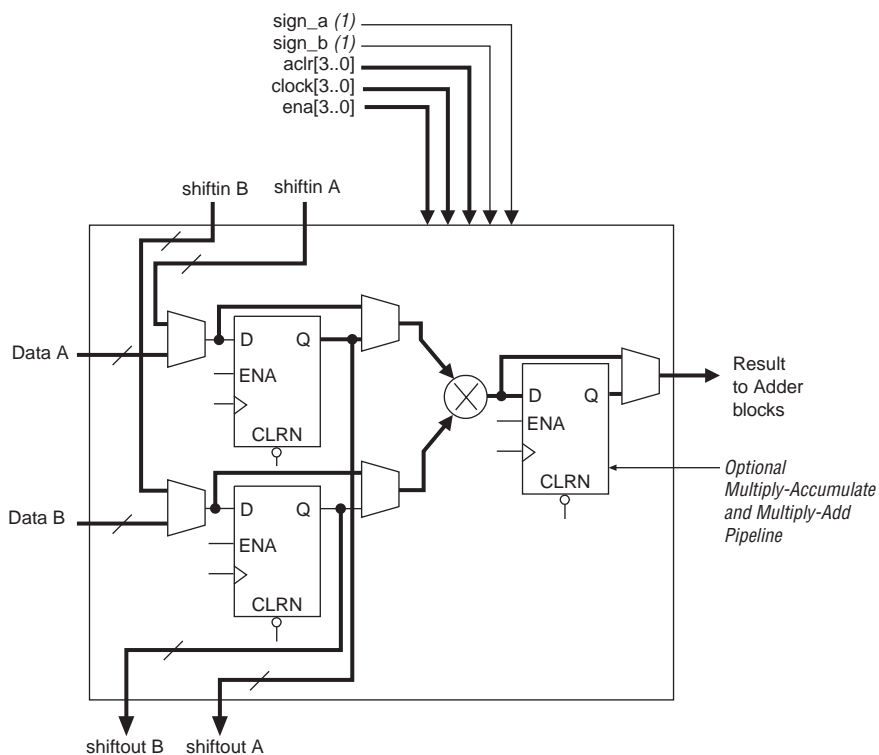 sign_a (1)
sign_b (1)
aclr[3..0]
clock[3..0]
ena[3..0]
shiftin B
shiftin A
Data A
D
Q
ENA
CLRN
Data B
D
Q
ENA
CLRN
D
Q
ENA
CLRN
Result
to Adder
blocks
Optional
Multiply-Accumulate
and Multiply-Add
Pipeline
shiftout B
shiftout A